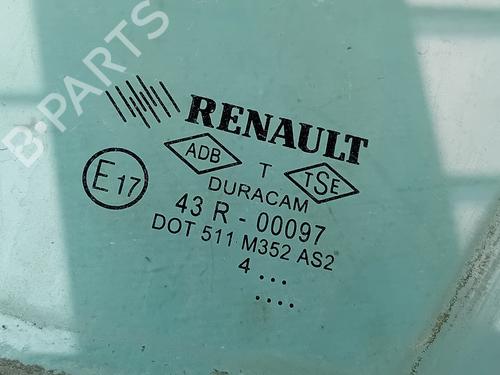 B-PARTS
RENAULT
ADB T TSE
DURACAM
E17
43 R - 00097
DOT 511 M352 AS2
4 ...
....